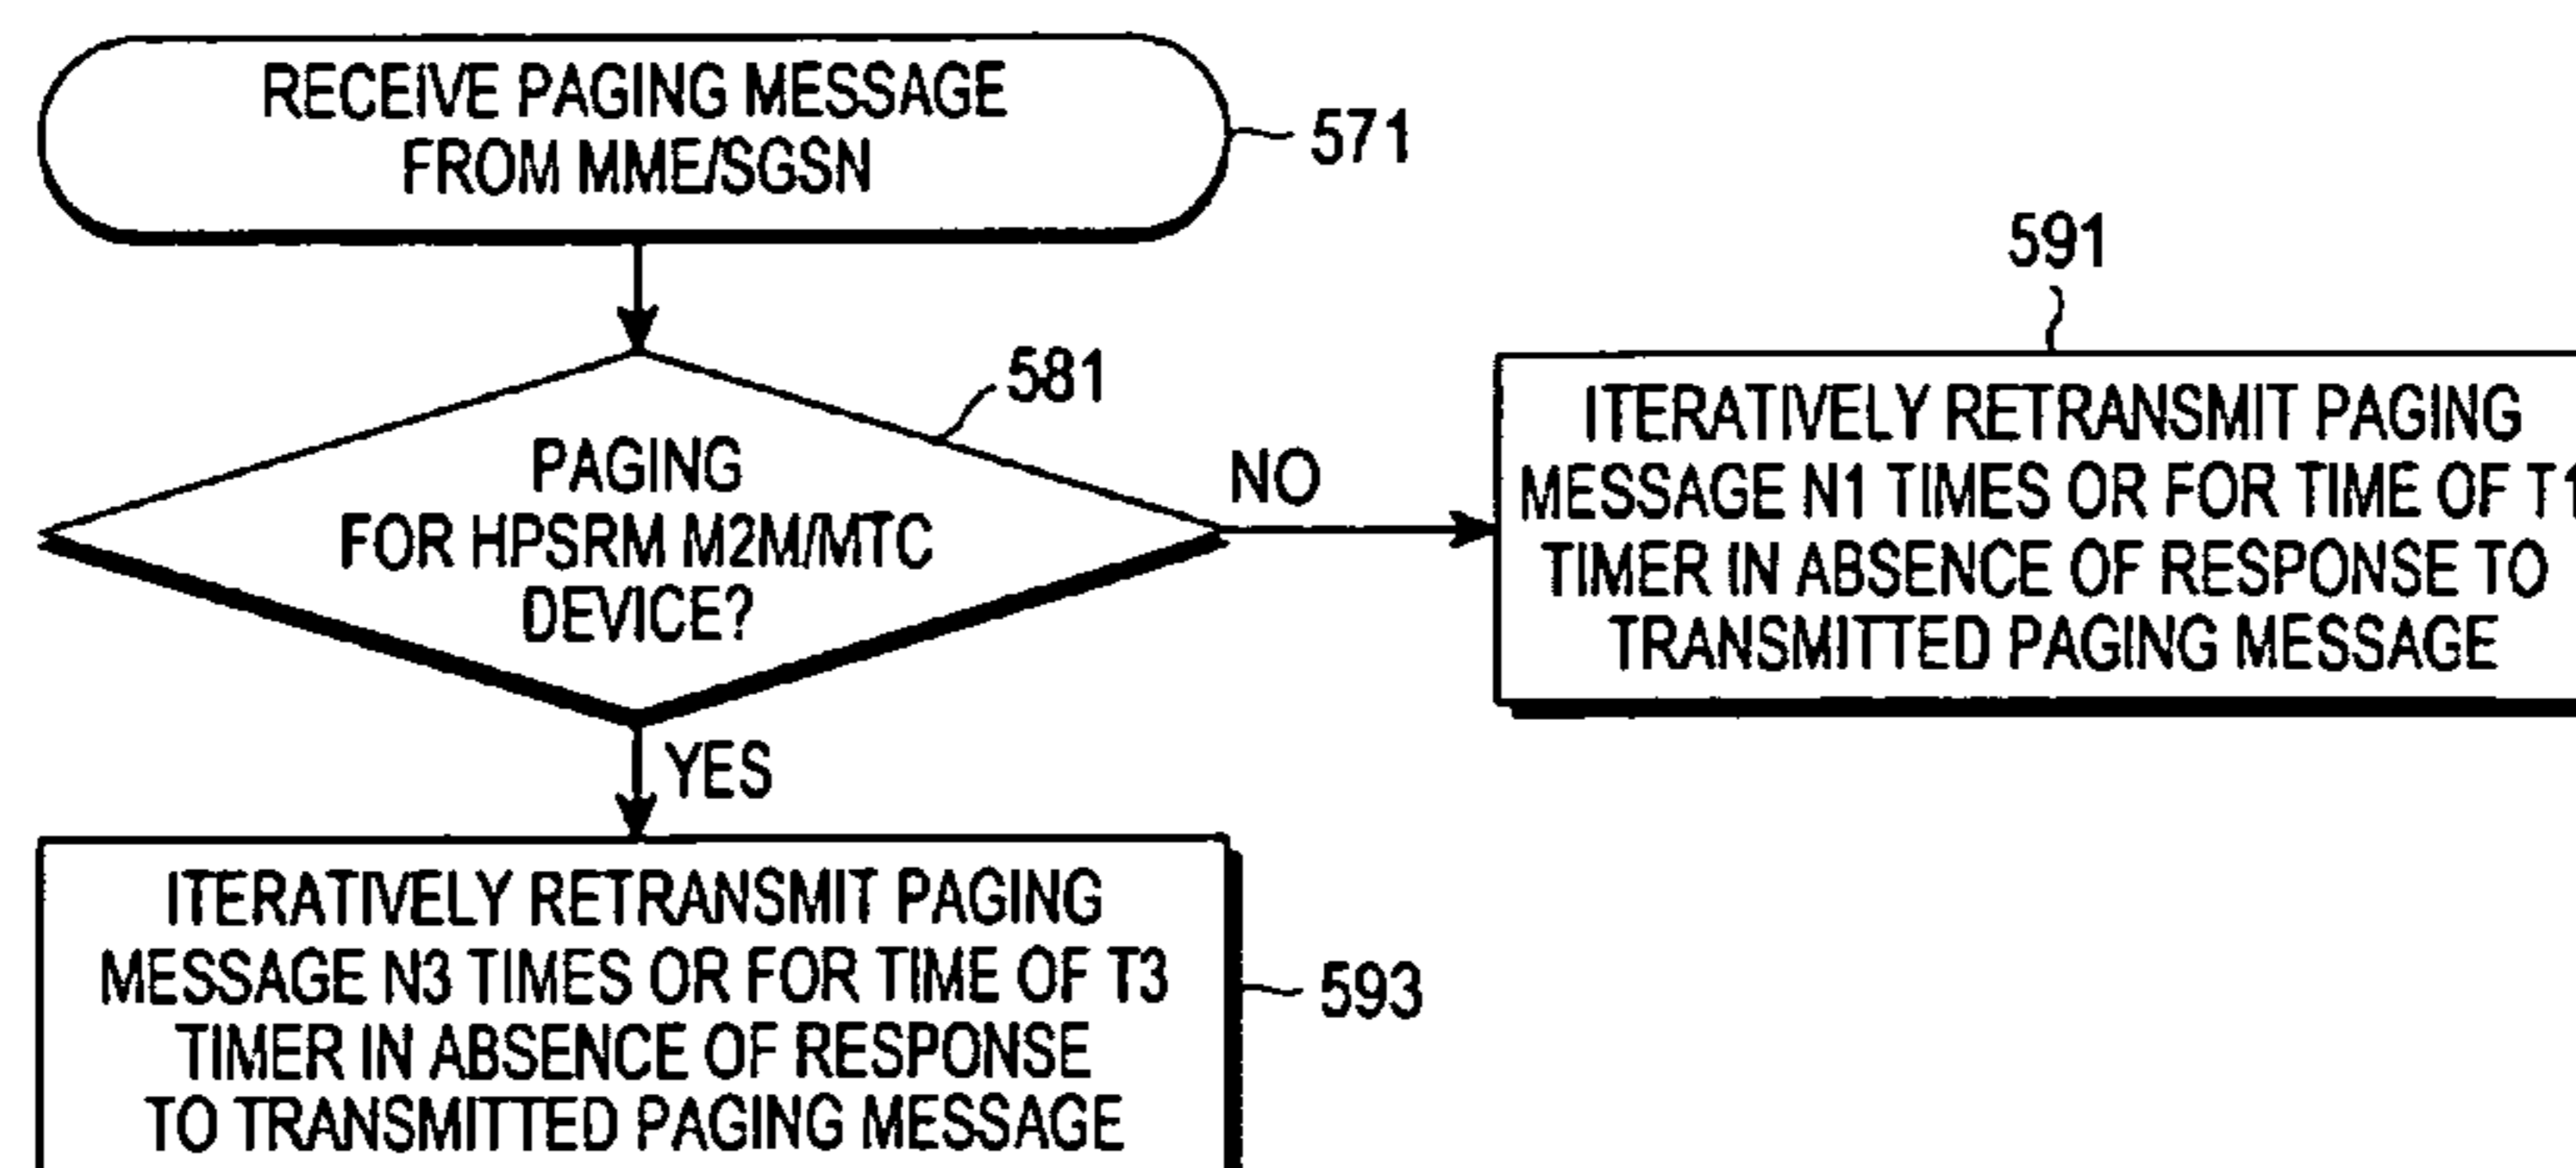 RECEIVE PAGING MESSAGE
FROM MME/SGSN
571
581
PAGING
FOR HPSRM M2M/MTC
DEVICE?
NO
YES
591
ITERATIVELY RETRANSMIT PAGING
MESSAGE N1 TIMES OR FOR TIME OF T1
TIMER IN ABSENCE OF RESPONSE TO
TRANSMITTED PAGING MESSAGE
ITERATIVELY RETRANSMIT PAGING
MESSAGE N3 TIMES OR FOR TIME OF T3
TIMER IN ABSENCE OF RESPONSE
TO TRANSMITTED PAGING MESSAGE
593